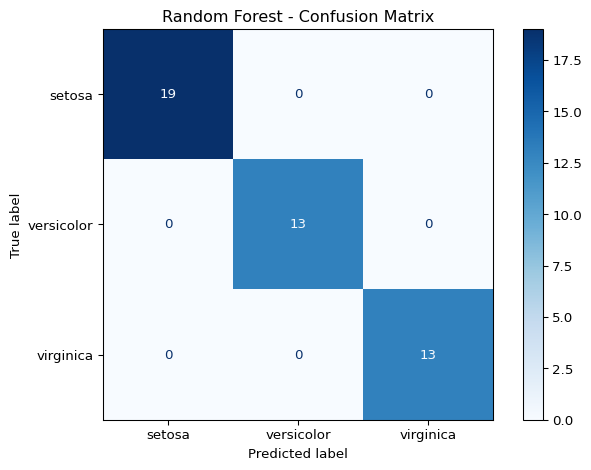 Random Forest - Confusion Matrix
setosa
versicolor
virginica
True label
19 0 0
0 13 0
0 0 13
setosa versicolor virginica
Predicted label
17.5
15.0
12.5
10.0
7.5
5.0
2.5
0.0